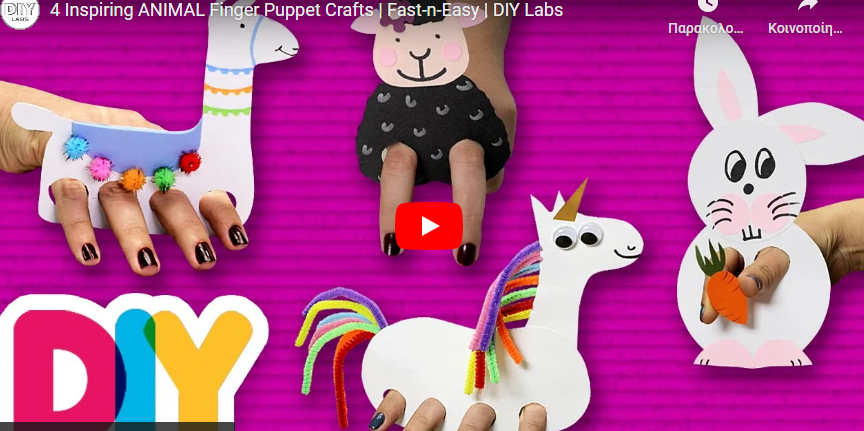 DIY
LABS
4 Inspiring ANIMAL Finger Puppet Crafts | Fast-n-Easy | DIY Labs
Παρακολο...
Κοινοποίη...
DIY